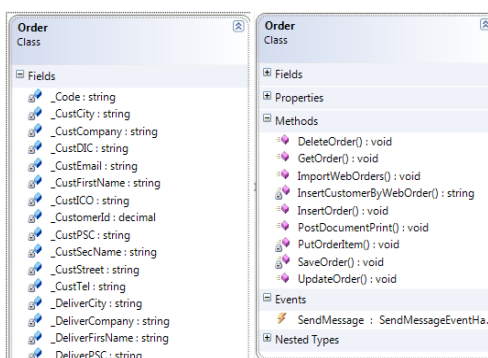 Order
Class
Fields
_Code : string
_CustCity : string
_CustCompany : string
_CustDIC : string
_CustEmail : string
_CustFirstName : string
_CustICO : string
_CustomerId : decimal
_CustPSC : string
_CustSecName : string
_CustStreet : string
_CustTel : string
_DeliverCity : string
_DeliverCompany : string
_DeliverFirsName : string
_DeliverPSC : string
Order
Class
Fields
Properties
Methods
DeleteOrder() : void
GetOrder() : void
ImportWebOrders() : void
InsertCustomerByWebOrder() : string
InsertOrder() : void
PostDocumentPrint() : void
PutOrderItem() : void
SaveOrder() : void
UpdateOrder() : void
Events
SendMessage : SendMessageEventHa..
Nested Types